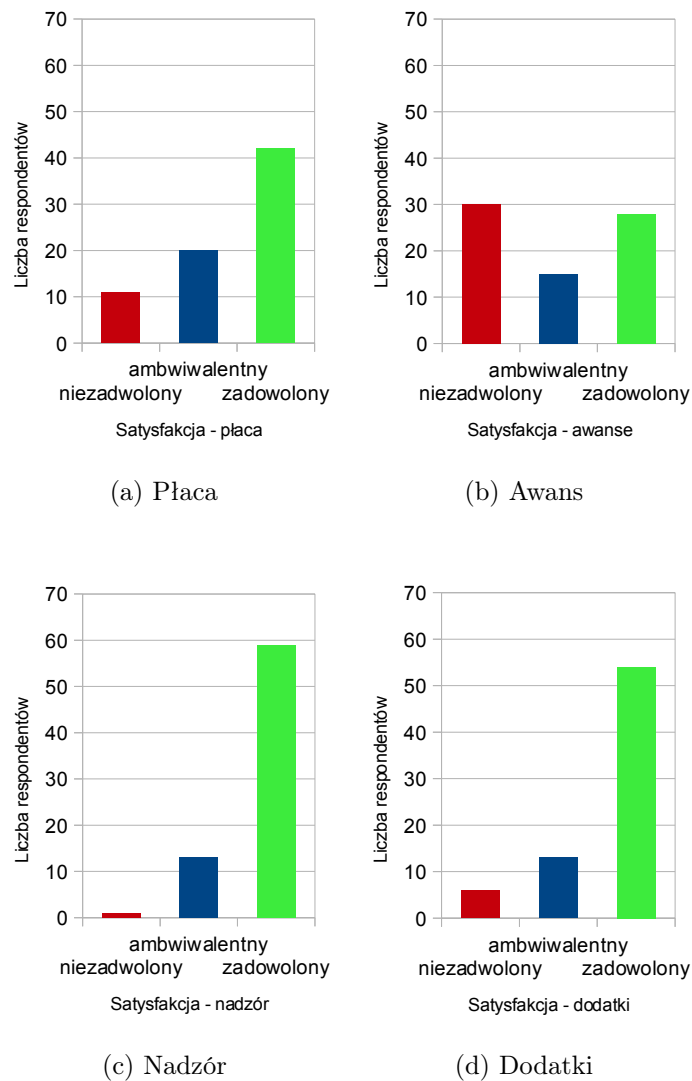 70
60
50
40
30
20
10
0
Liczba respondentów
ambwiwalentny
niezadwolony zadowolony
Satysfakcja - płaca
(a) Płaca
70
60
50
40
30
20
10
0
Liczba respondentów
ambwiwalentny
niezadwolony zadowolony
Satysfakcja - awanse
(b) Awans
70
60
50
40
30
20
10
0
Liczba respondentów
ambwiwalentny
niezadwolony zadowolony
Satysfakcja - nadzór
(c) Nadzór
70
60
50
40
30
20
10
0
Liczba respondentów
ambwiwalentny
niezadwolony zadowolony
Satysfakcja - dodatki
(d) Dodatki